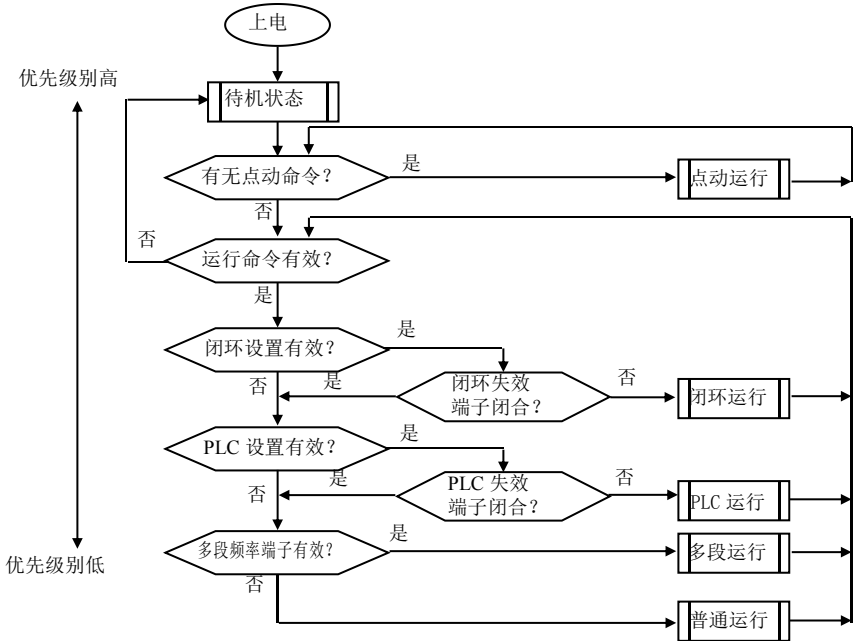 上电
优先级别高
待机状态
是
有无点动命令？
点动运行
否
否
运行命令有效？
是
是
闭环设置有效？
否
是
闭环失效
端子闭合？
否
闭环运行
是
PLC 设置有效？
否
是
PLC 失效
端子闭合？
否
PLC 运行
是
多段频率端子有效？
多段运行
优先级别低
否
普通运行